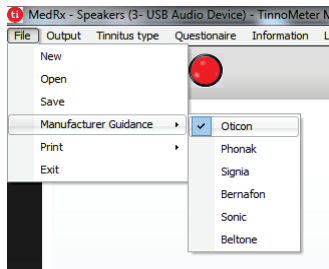 ti MedRx - Speakers (3- USB Audio Device) - TinnoMeter M
File Output Tinnitus type Questionaire Information L
New
Open
Save
Manufacturer Guidance
Print
Exit
Oticon
Phonak
Signia
Bernafon
Sonic
Beltone